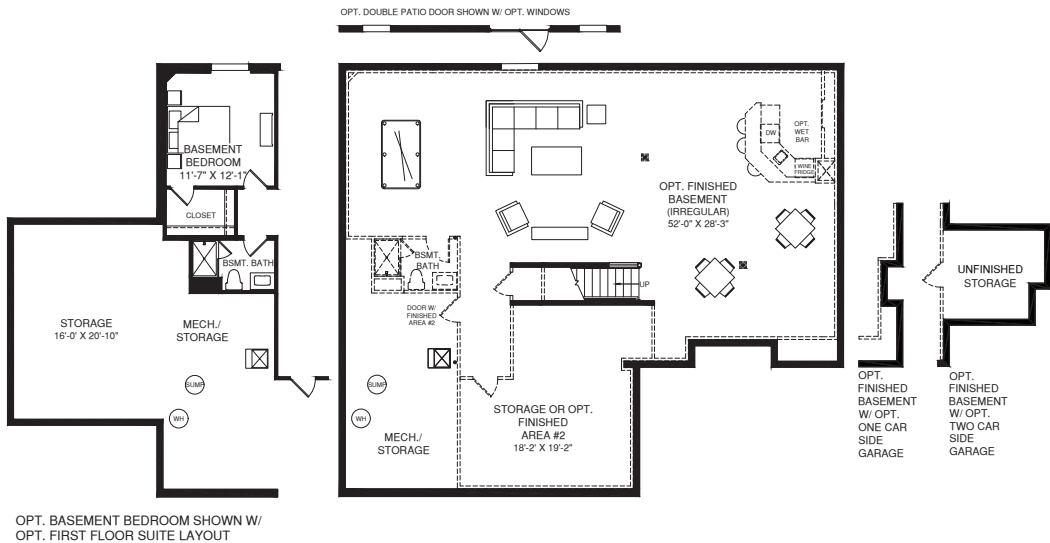 OPT. DOUBLE PATIO DOOR SHOWN W/ OPT. WINDOWS
BASEMENT
BEDROOM
11'-7" X 12'-1"
CLOSET
BSMT. BATH
STORAGE
16'-0' X 20'-10"
MECH./
STORAGE
SUMP
WH
OPT. BASEMENT BEDROOM SHOWN W/
OPT. FIRST FLOOR SUITE LAYOUT
DW
OPT.
WET
BAR
WINE
FRIDGE
OPT. FINISHED
BASEMENT
(IRREGULAR)
52'-0" X 28'-3"
BSMT.
BATH
UP
DOOR W/
FINISHED
AREA #2
SUMP
WH
MECH./
STORAGE
STORAGE OR OPT.
FINISHED
AREA #2
18'-2' X 19'-2"
OPT.
FINISHED
BASEMENT
W/ OPT.
ONE CAR
SIDE
GARAGE
UNFINISHED
STORAGE
OPT.
FINISHED
BASEMENT
W/ OPT.
TWO CAR
SIDE
GARAGE